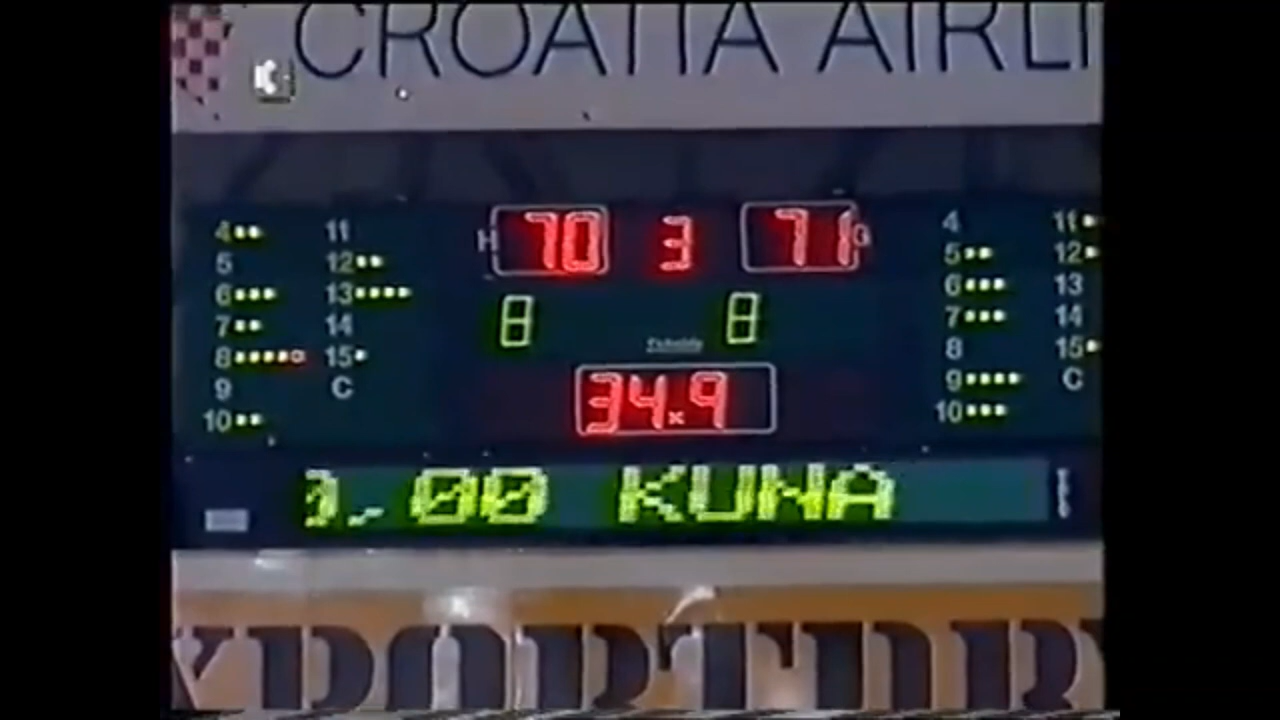 CROATIA AIRLI
H 70 3 71 G
8 8
34.9
4 11 4 11
5 12 5 12
6 13 6 13
7 14 7 14
8 15 8 15
9 C 9 C
10 10
0,00 KUNA